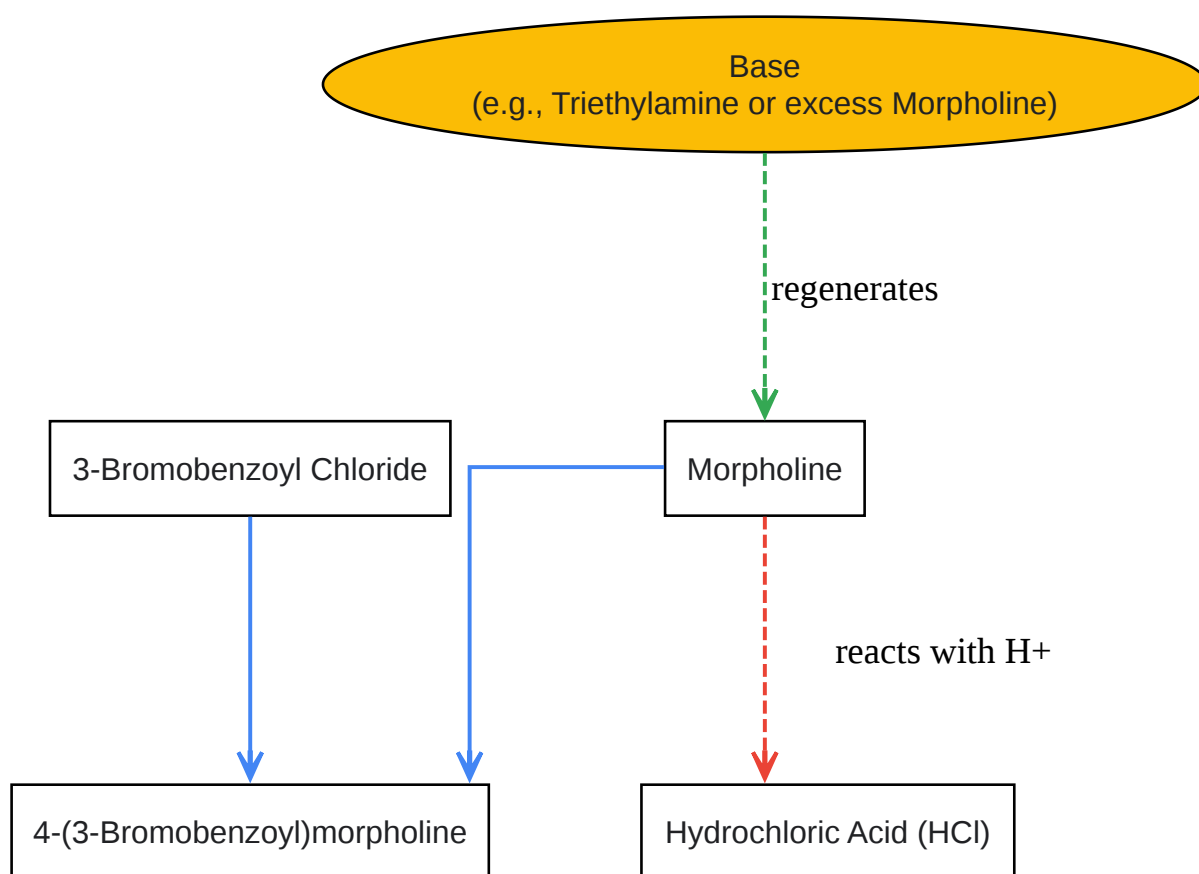 Base
(e.g., Triethylamine or excess Morpholine)
regenerates
3-Bromobenzoyl Chloride
Morpholine
reacts with H+
4-(3-Bromobenzoyl)morpholine
Hydrochloric Acid (HCl)